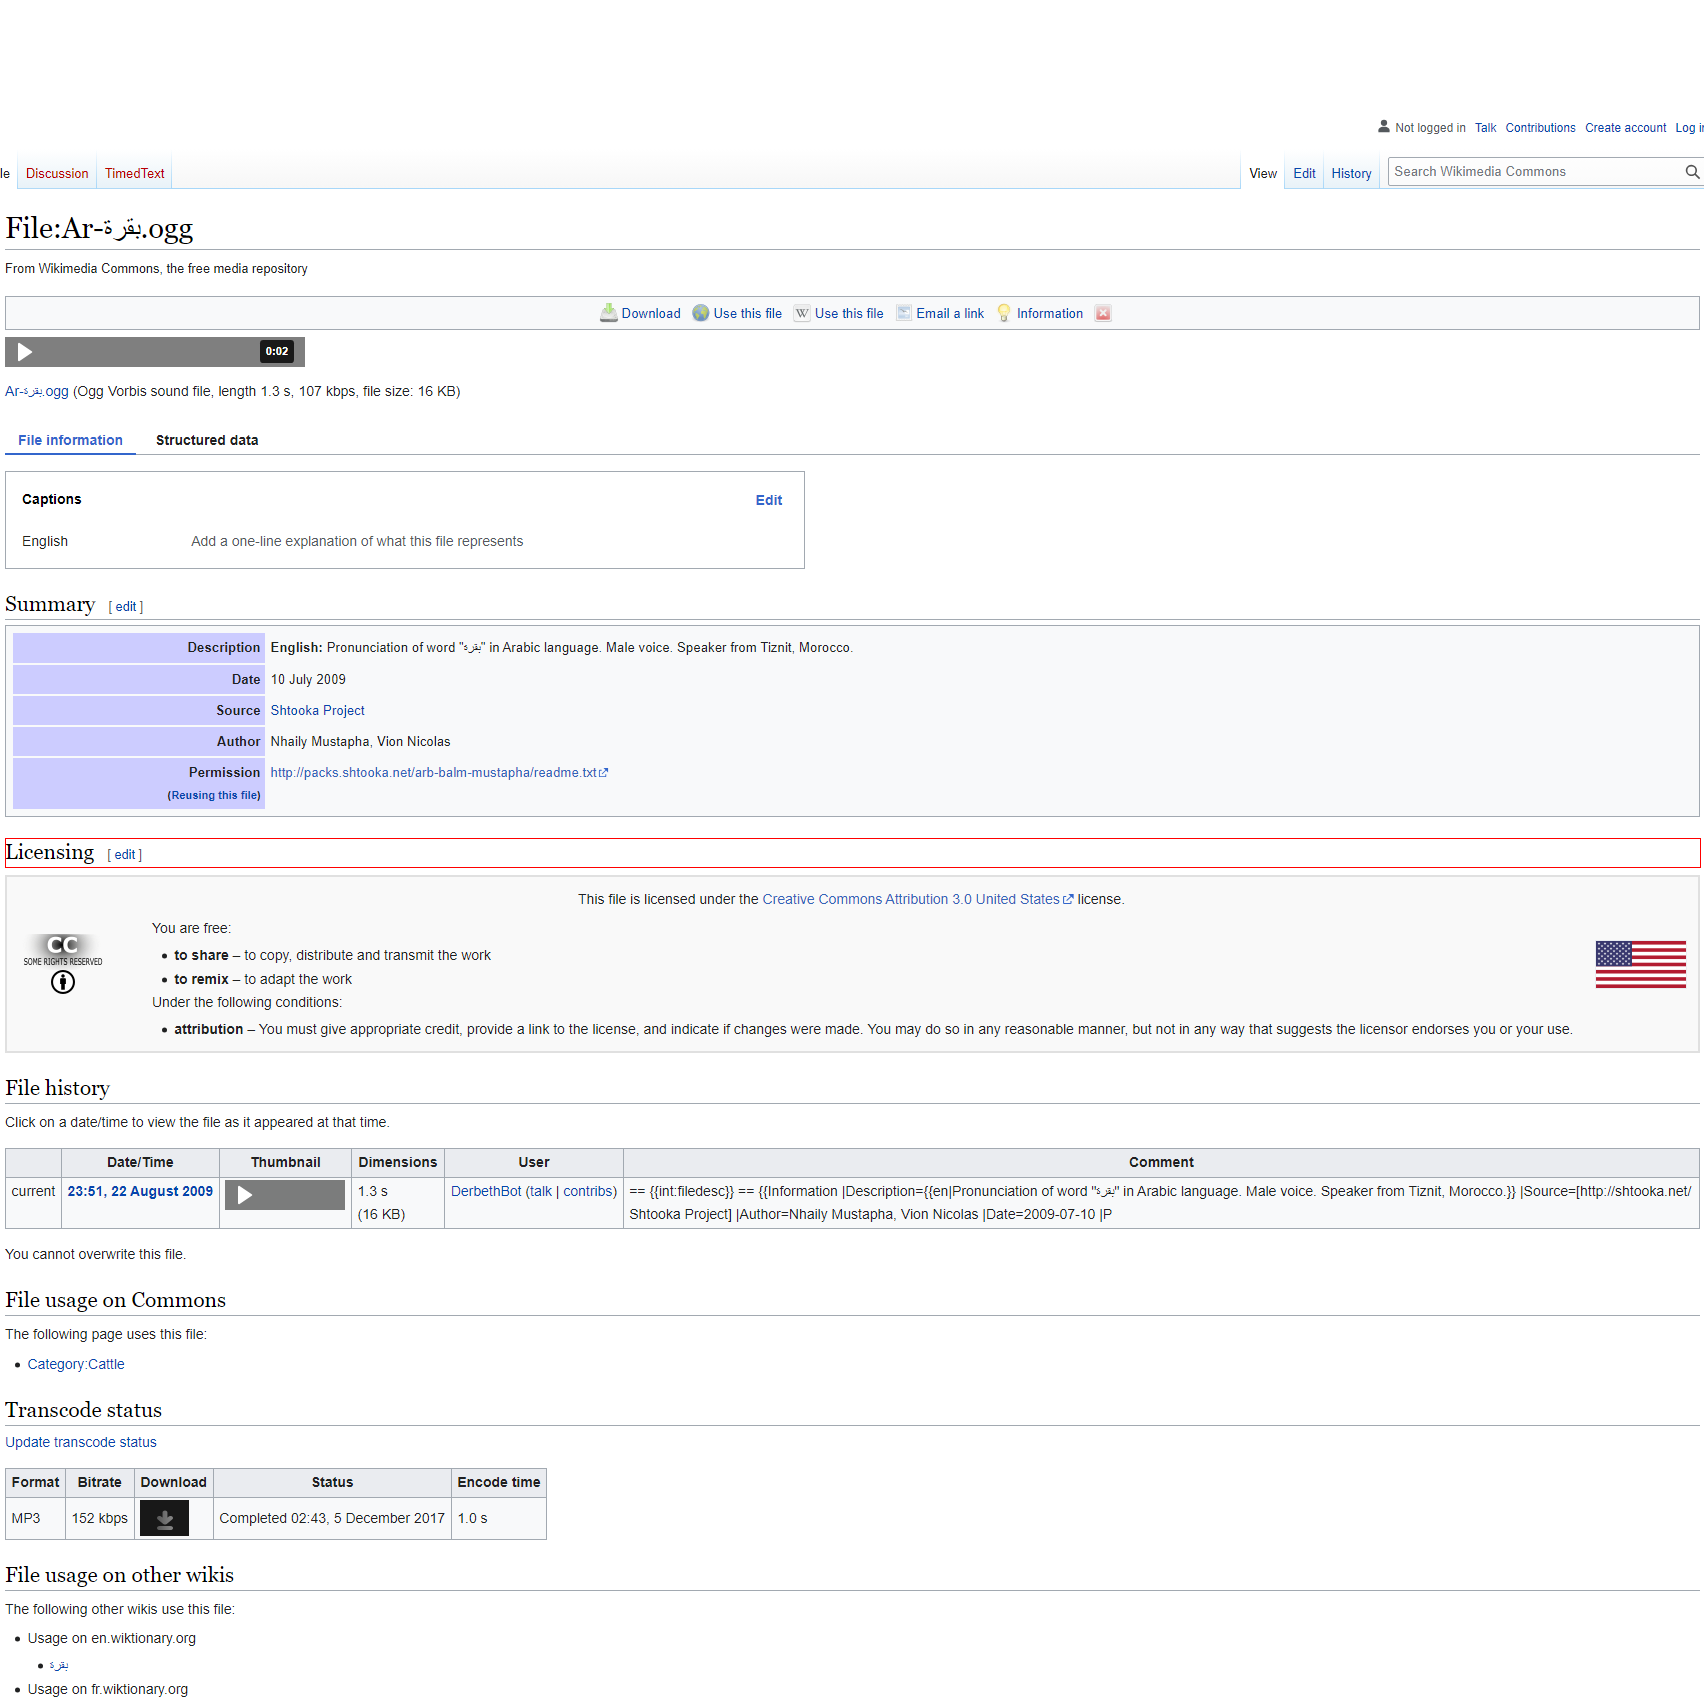 Not logged in Talk Contributions Create account Log i
le Discussion TimedText View Edit History Search Wikimedia Commons
File:Ar-بقرة.ogg
From Wikimedia Commons, the free media repository
Download Use this file W Use this file Email a link Information
0:02
Ar-بقرة.ogg (Ogg Vorbis sound file, length 1.3 s, 107 kbps, file size: 16 KB)
File information Structured data
Captions Edit
English Add a one-line explanation of what this file represents
Summary [ edit ]
Description English: Pronunciation of word "بقرة" in Arabic language. Male voice. Speaker from Tiznit, Morocco.
Date 10 July 2009
Source Shtooka Project
Author Nhaily Mustapha, Vion Nicolas
Permission http://packs.shtooka.net/arb-balm-mustapha/readme.txt
(Reusing this file)
Licensing [ edit ]
This file is licensed under the Creative Commons Attribution 3.0 United States license.
You are free:
CC
to share – to copy, distribute and transmit the work
SOME RIGHTS RESERVED
to remix – to adapt the work
Under the following conditions:
attribution – You must give appropriate credit, provide a link to the license, and indicate if changes were made. You may do so in any reasonable manner, but not in any way that suggests the licensor endorses you or your use.
File history
Click on a date/time to view the file as it appeared at that time.
Date/Time Thumbnail Dimensions User Comment
current 23:51, 22 August 2009 1.3 s DerbethBot (talk | contribs) == {{int:filedesc}} == {{Information |Description={{en|Pronunciation of word "بقرة" in Arabic language. Male voice. Speaker from Tiznit, Morocco.}} |Source=[http://shtooka.net/
(16 KB) Shtooka Project] |Author=Nhaily Mustapha, Vion Nicolas |Date=2009-07-10 |P
You cannot overwrite this file.
File usage on Commons
The following page uses this file:
Category:Cattle
Transcode status
Update transcode status
Format Bitrate Download Status Encode time
MP3 152 kbps Completed 02:43, 5 December 2017 1.0 s
File usage on other wikis
The following other wikis use this file:
Usage on en.wiktionary.org
بقرة
Usage on fr.wiktionary.org